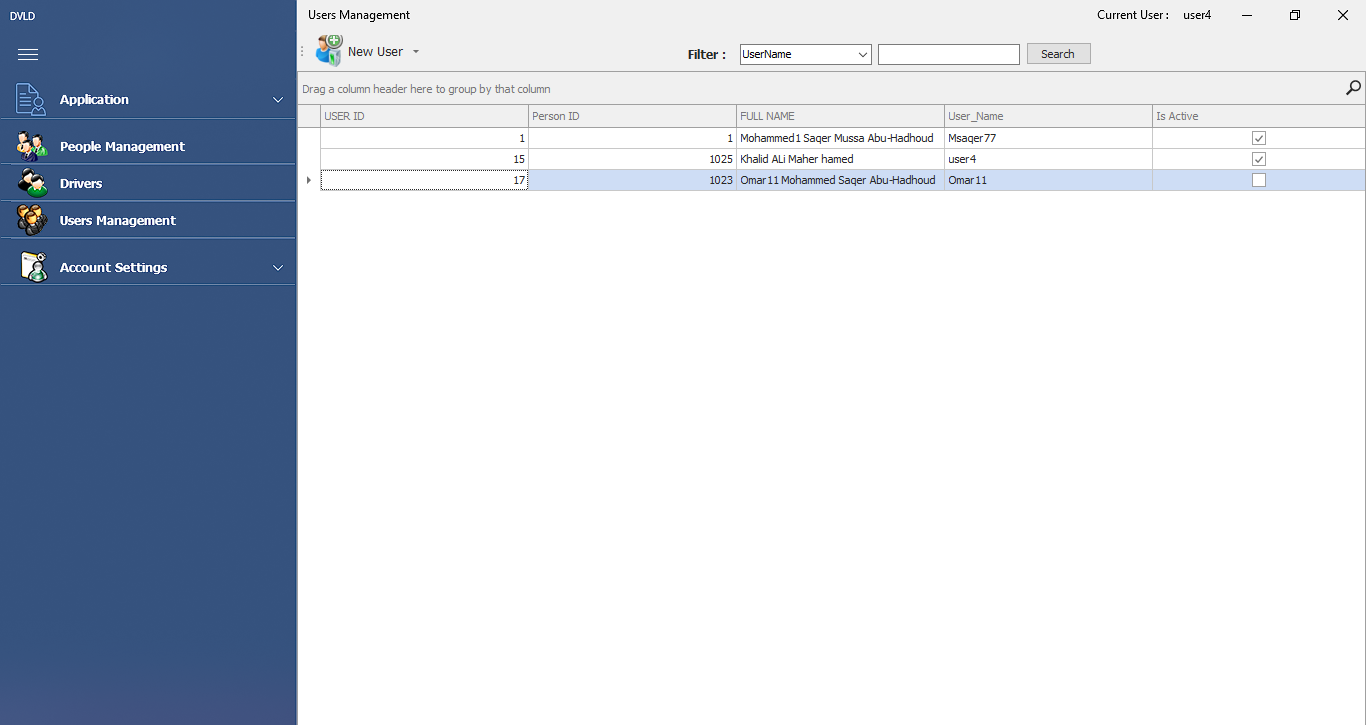 DVLD
Users Management
Current User : user4
New User
Filter : UserName Search
Application
People Management
Drivers
Users Management
Account Settings
Drag a column header here to group by that column
USER ID Person ID FULL NAME User_Name Is Active
1 1 Mohammed1 Saqer Mussa Abu-Hadhoud Msaqer77
15 1025 Khalid ALi Maher hamed user4
17 1023 Omar11 Mohammed Saqer Abu-Hadhoud Omar11